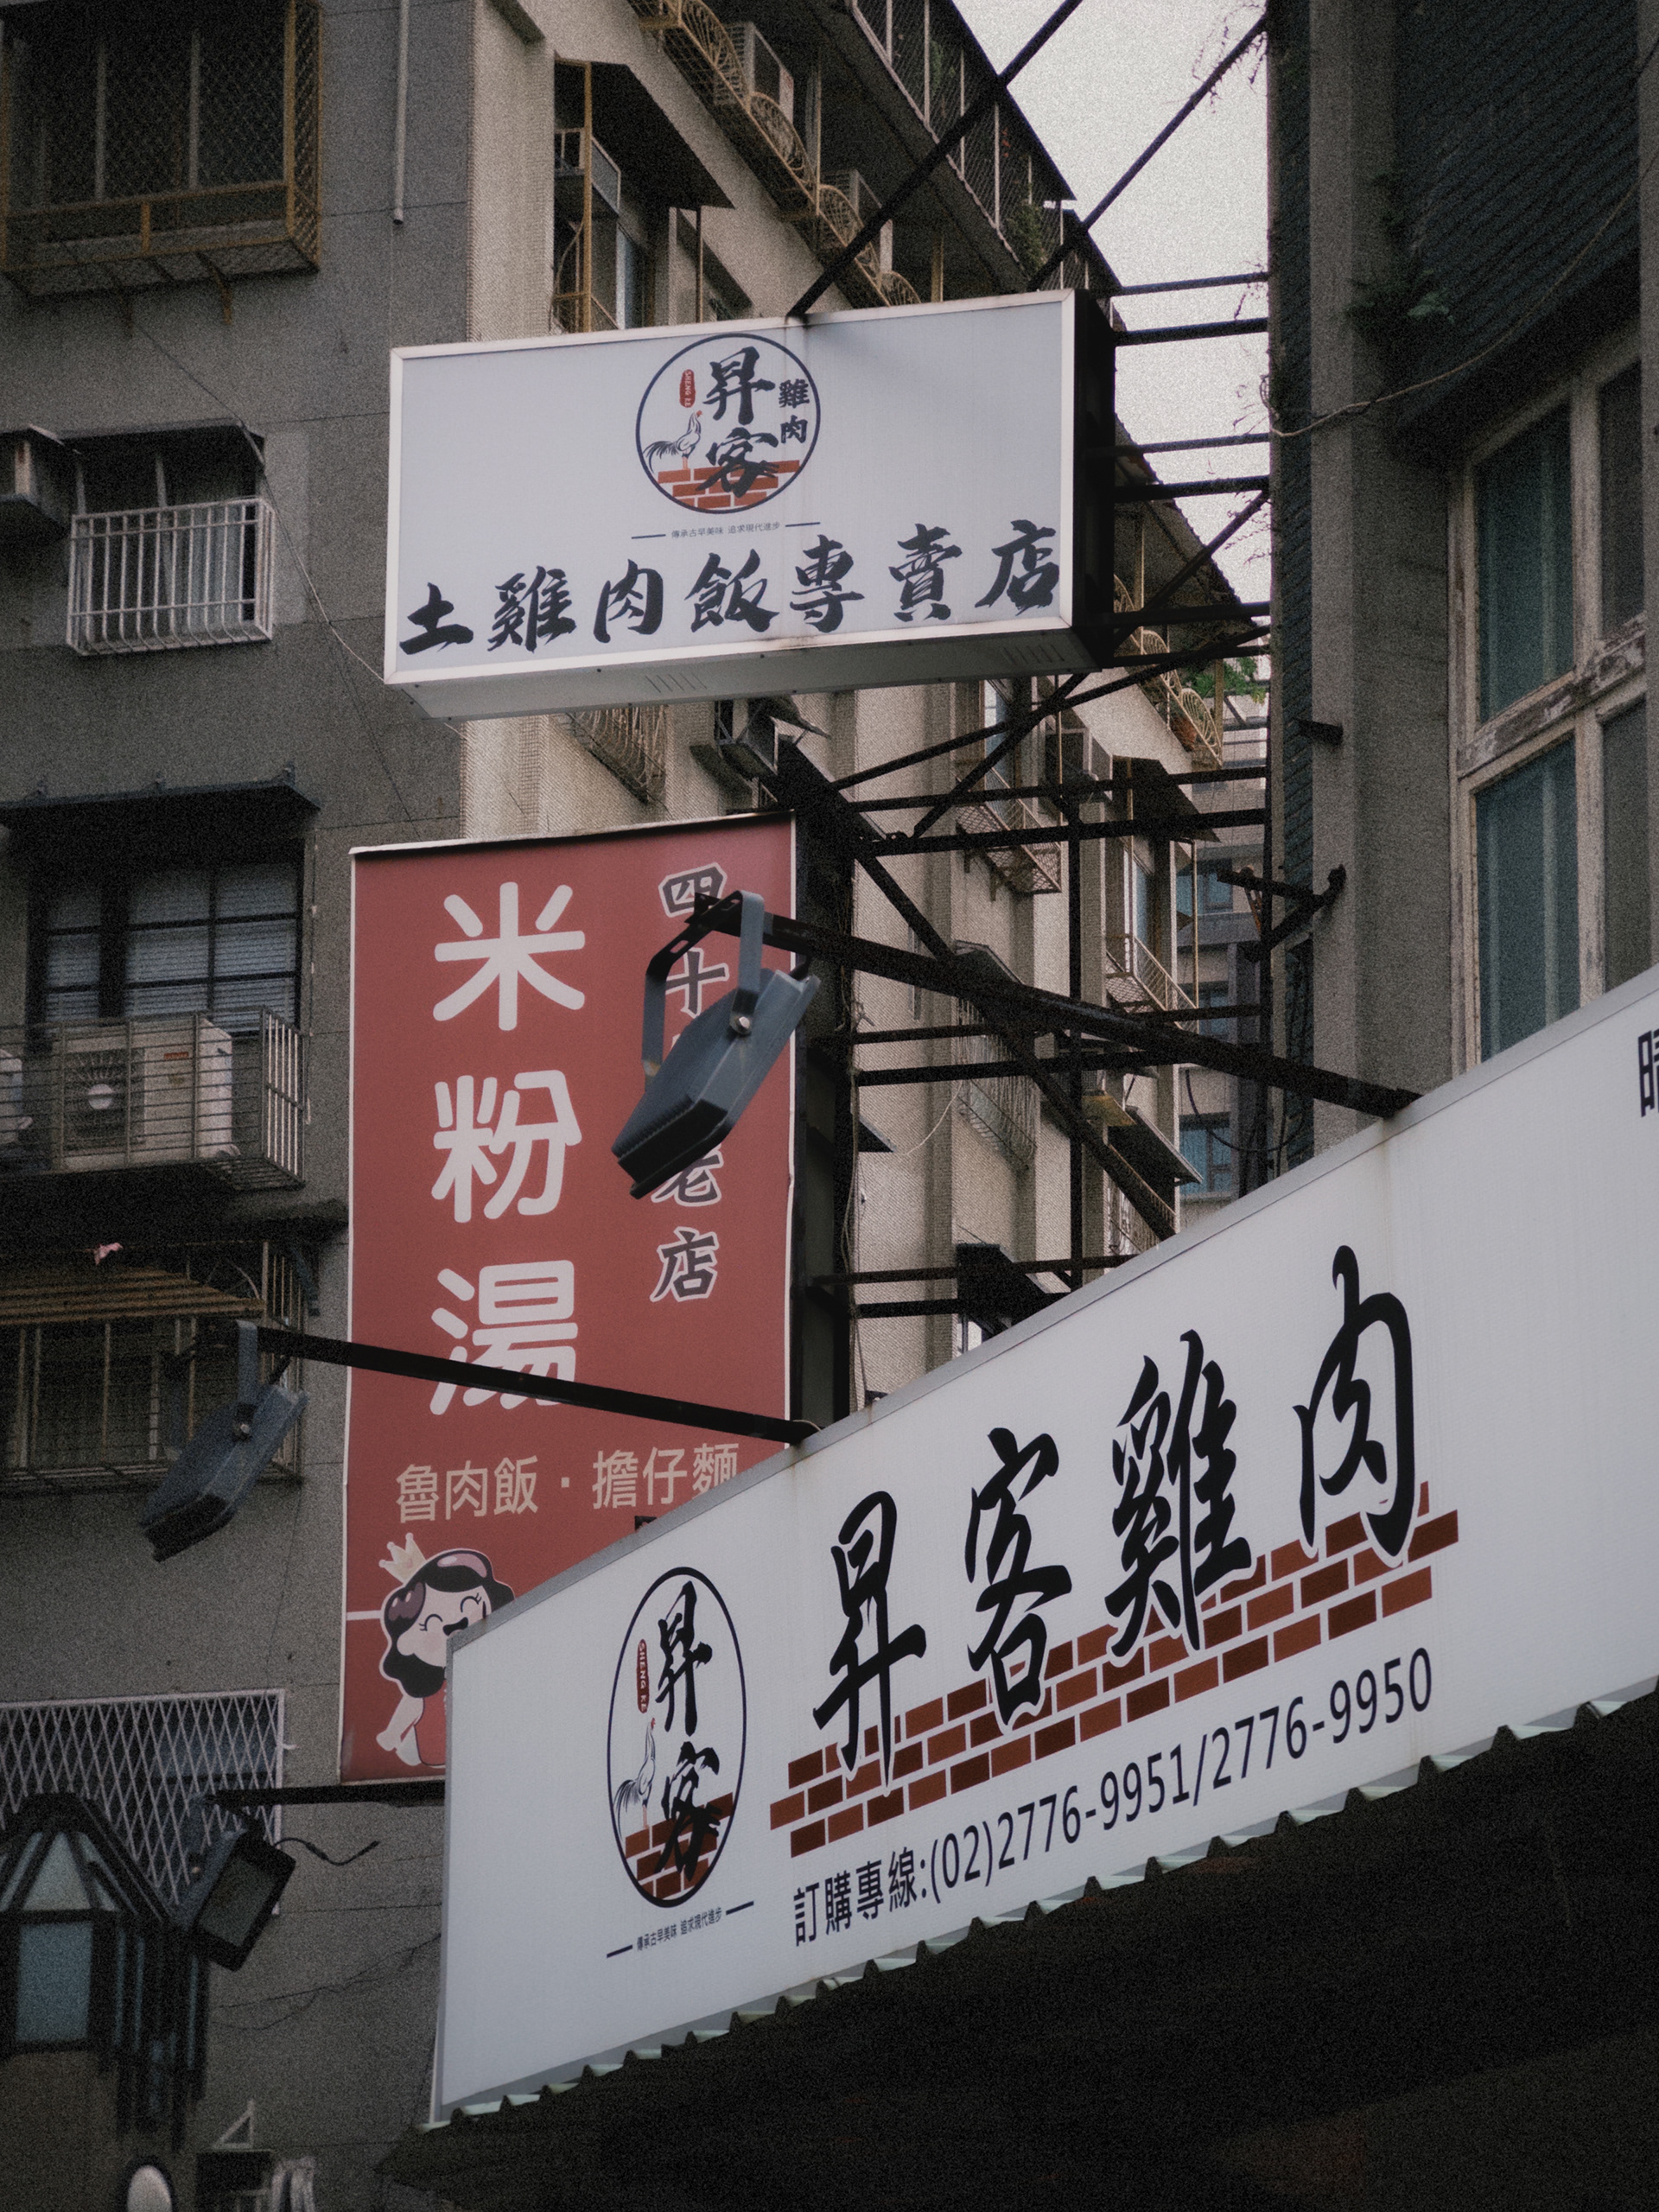 昇客
雞肉
SHENG KE
傳承古早美味 追求現代進步
土雞肉飯專賣店
四十
老店
米粉湯
魯肉飯·擔仔麵
昇客雞肉
昇客
SHENG KE
傳承古早美味 追求現代進步
訂購專線:(02)2776-9951/2776-9950